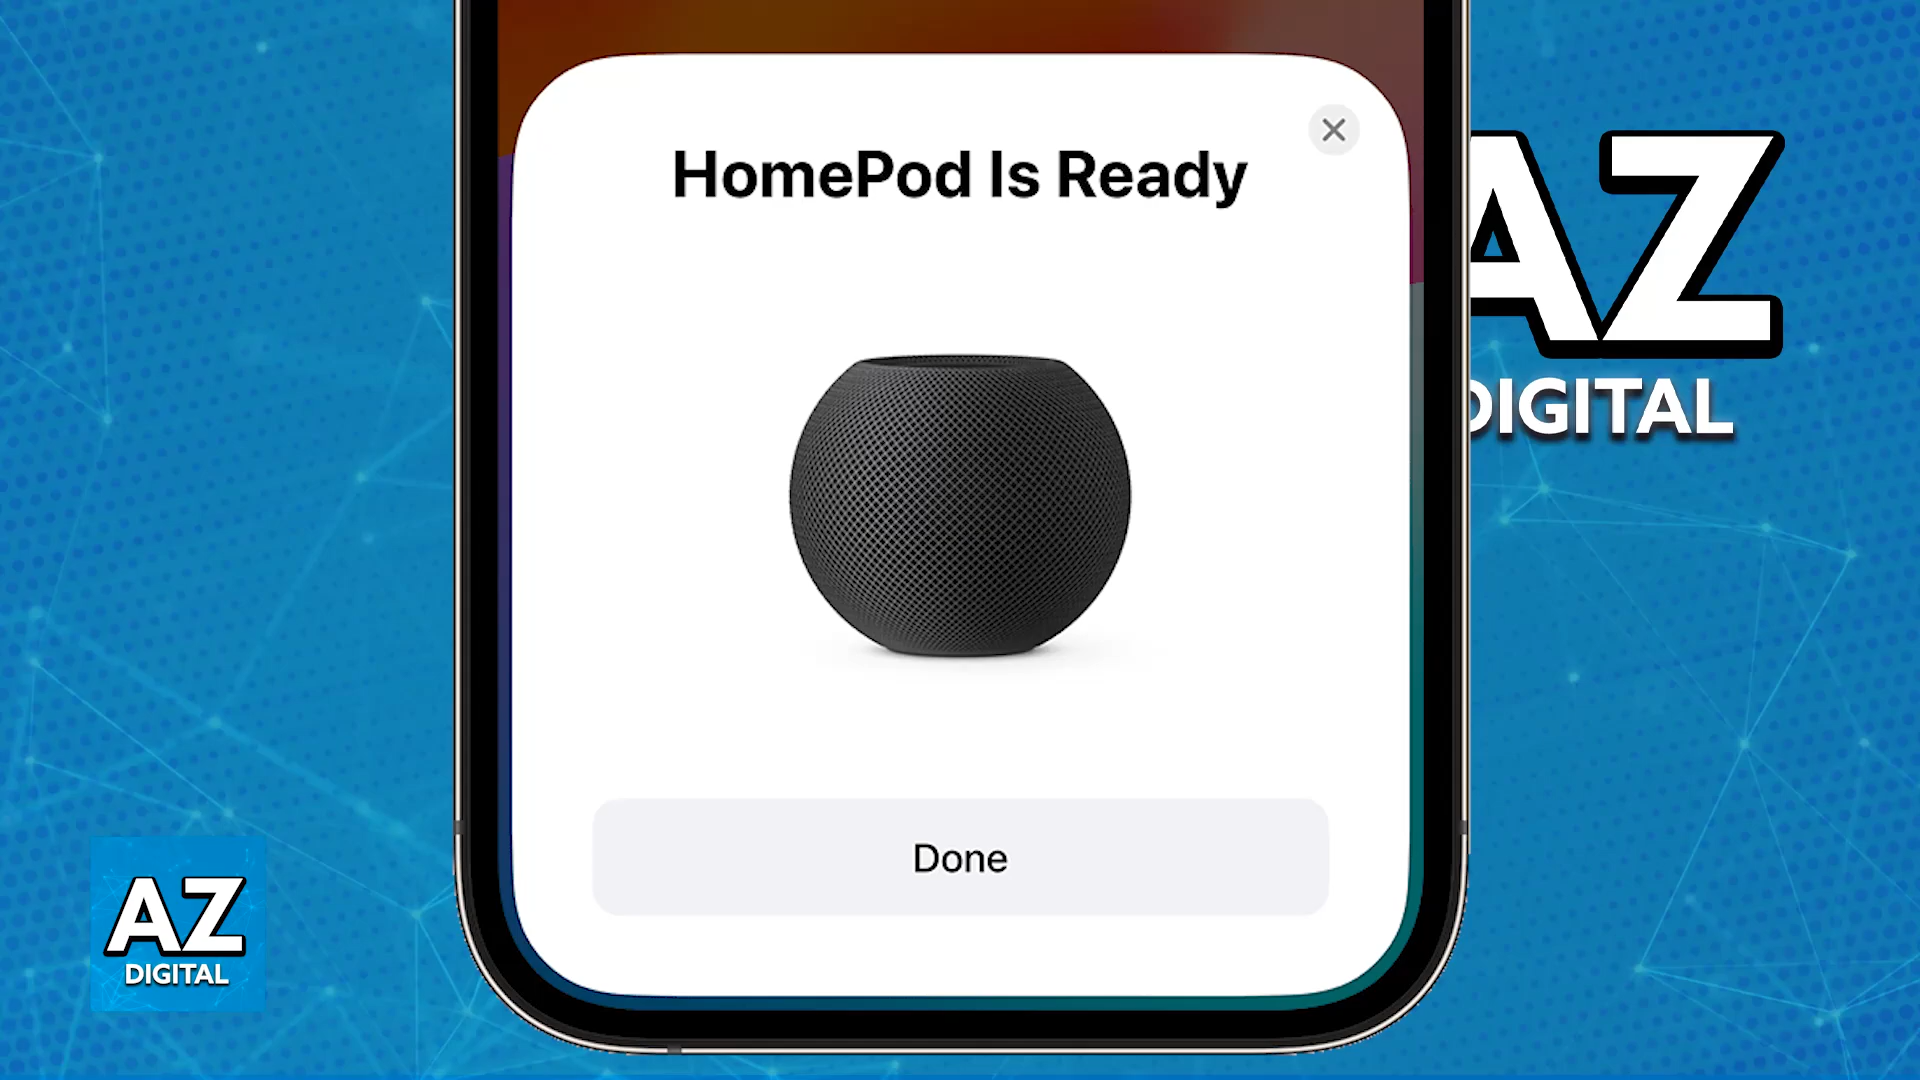 HomePod Is Ready
AZ
DIGITAL
Done
AZ
DIGITAL